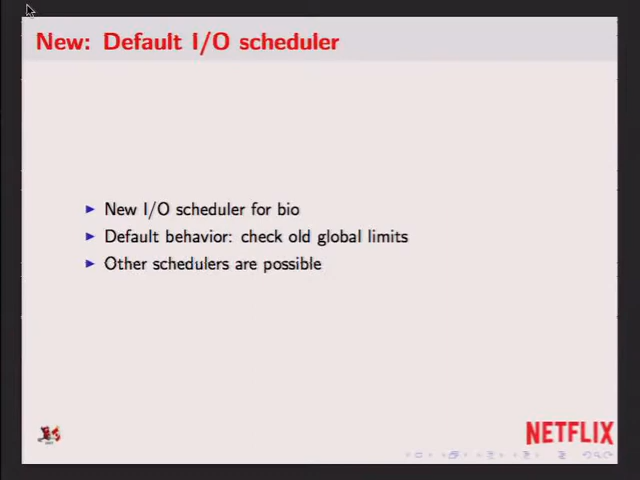 New: Default I/O scheduler
New I/O scheduler for bio
Default behavior: check old global limits
Other schedulers are possible
NETFLIX